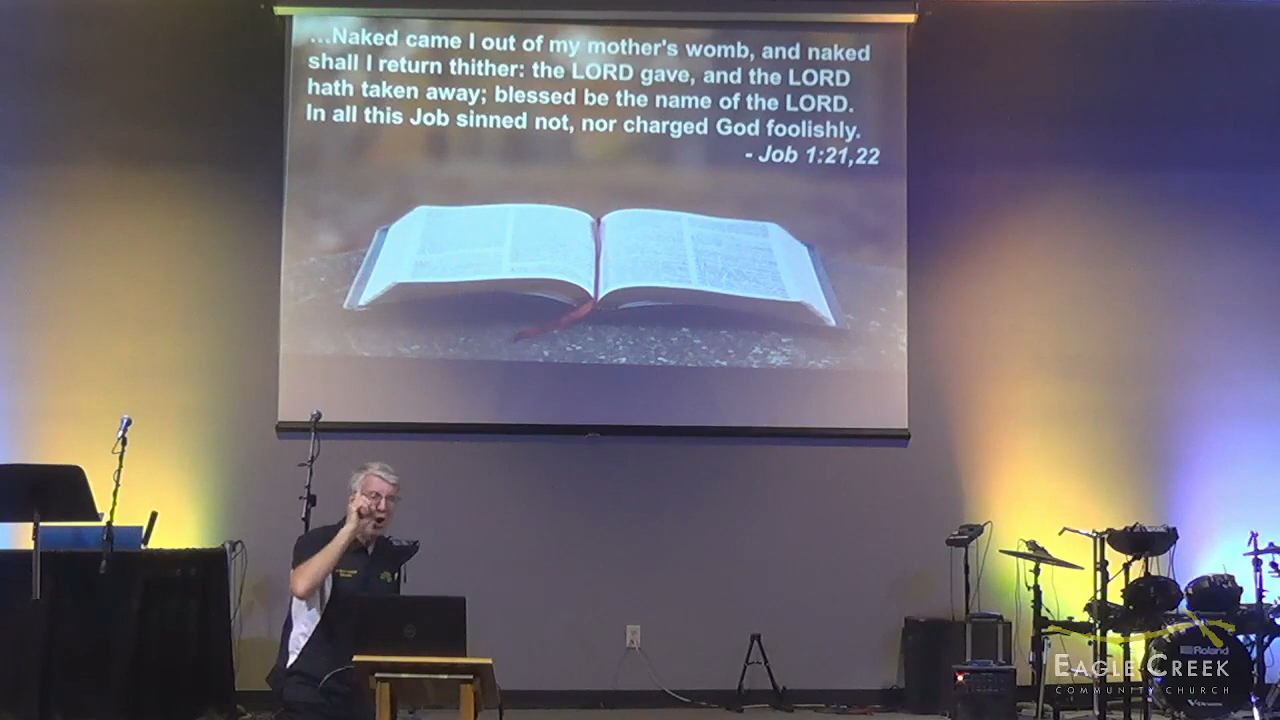 ...Naked came I out of my mother's womb, and naked
shall I return thither: the LORD gave, and the LORD
hath taken away; blessed be the name of the LORD.
In all this Job sinned not, nor charged God foolishly.
- Job 1:21,22
Roland
V-Drums
EAGLE CREEK
COMMUNITY CHURCH